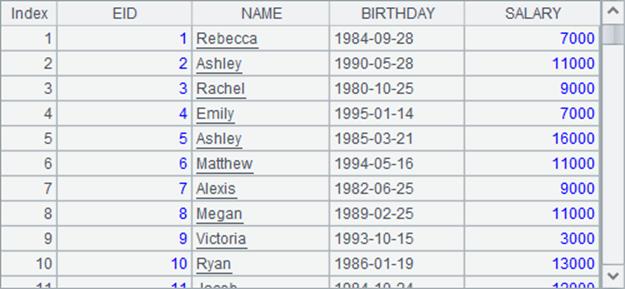 Index EID NAME BIRTHDAY SALARY
1 1 Rebecca 1984-09-28 7000
2 2 Ashley 1990-05-28 11000
3 3 Rachel 1980-10-25 9000
4 4 Emily 1995-01-14 7000
5 5 Ashley 1985-03-21 16000
6 6 Matthew 1994-05-16 11000
7 7 Alexis 1982-06-25 9000
8 8 Megan 1989-02-25 11000
9 9 Victoria 1993-10-15 3000
10 10 Ryan 1986-01-19 13000
11 11 Jacob